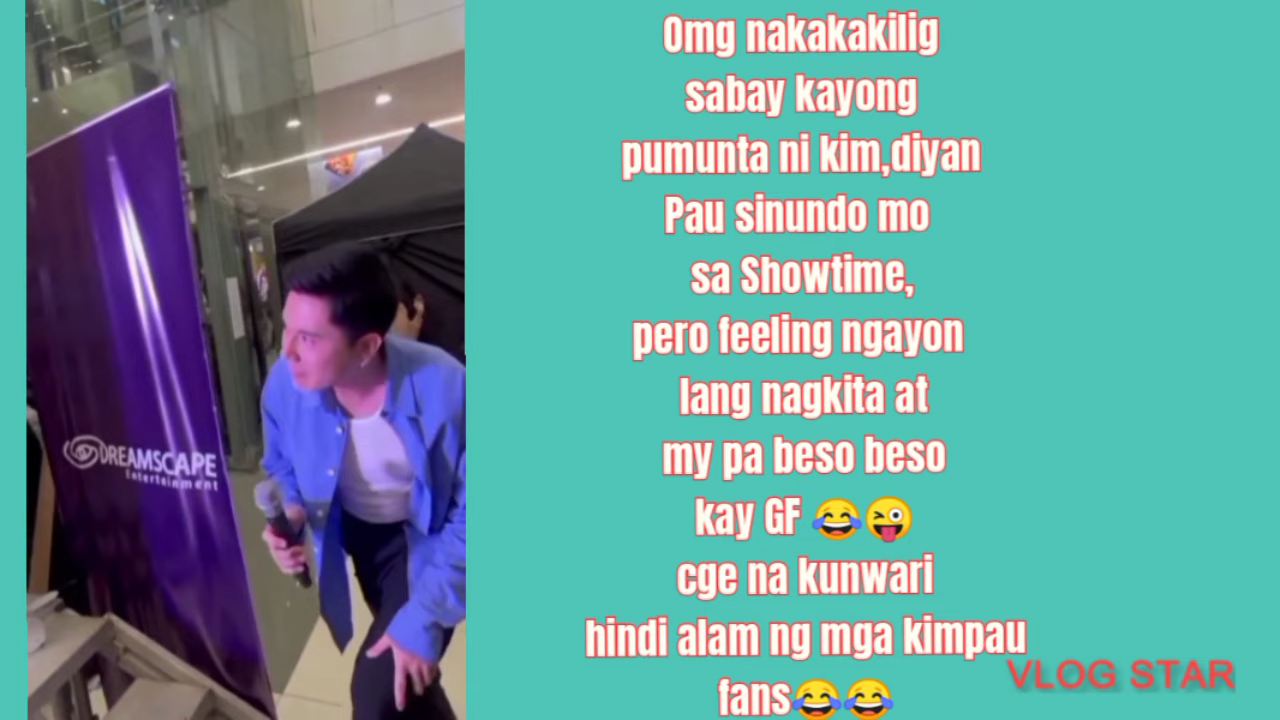 DREAMSCAPE
Entertainment
Omg nakakakilig
sabay kayong
pumunta ni kim,diyan
Pau sinundo mo
sa Showtime,
pero feeling ngayon
lang nagkita at
my pa beso beso
kay GF 😂😜
cge na kunwari
hindi alam ng mga kimpau
fans😂😂
VLOG STAR